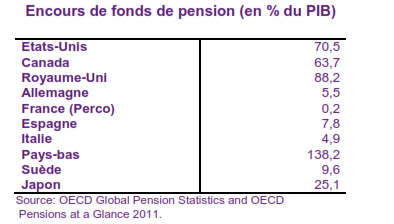 Encours de fonds de pension (en % du PIB)
Etats-Unis 70,5
Canada 63,7
Royaume-Uni 88,2
Allemagne 5,5
France (Perco) 0,2
Espagne 7,8
Italie 4,9
Pays-bas 138,2
Suède 9,6
Japon 25,1
Source: OECD Global Pension Statistics and OECD
Pensions at a Glance 2011.